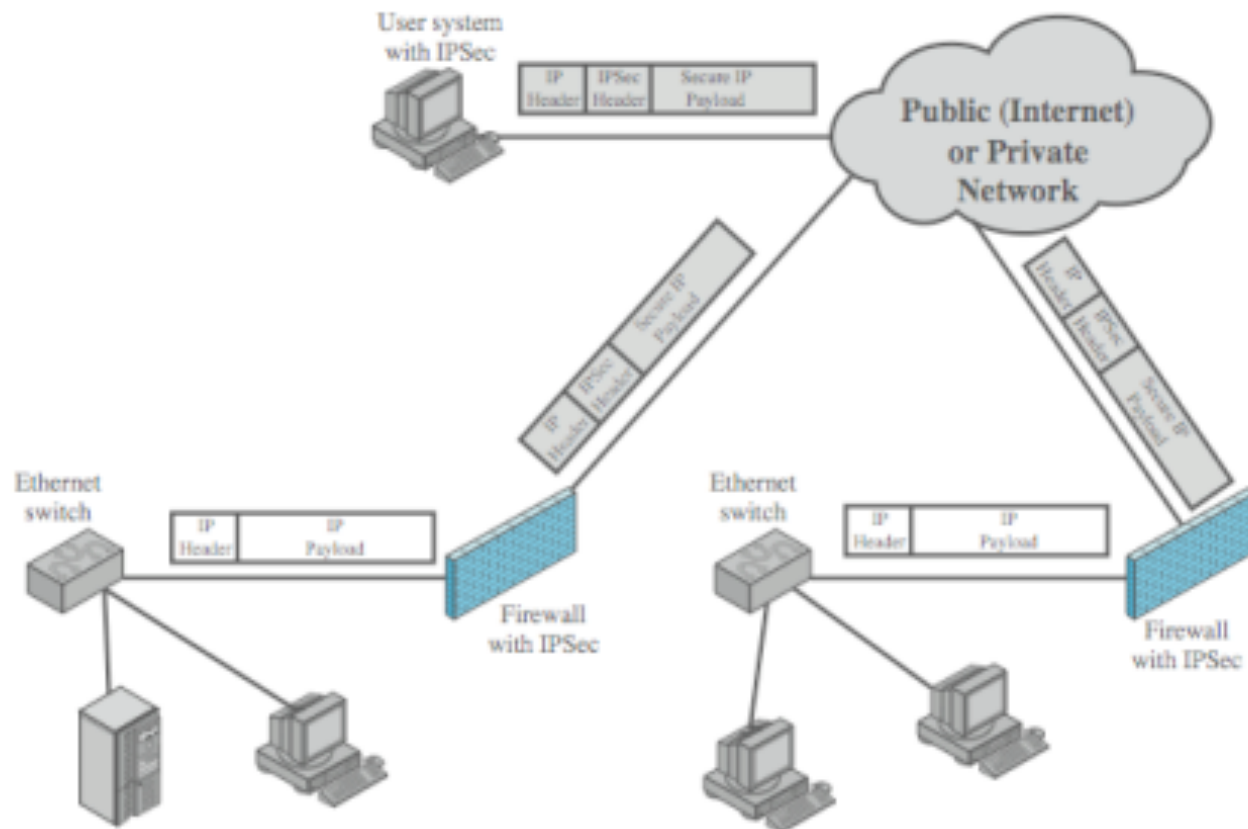 User system
with IPSec
IP
Header
IPSec
Header
Secure IP
Payload
Public (Internet)
or Private
Network
Secure IP
Payload
IPSec
Header
IP
Header
IP
Header
IPSec
Header
Secure IP
Payload
Ethernet
switch
IP
Header
IP
Payload
Firewall
with IPSec
Ethernet
switch
IP
Header
IP
Payload
Firewall
with IPSec